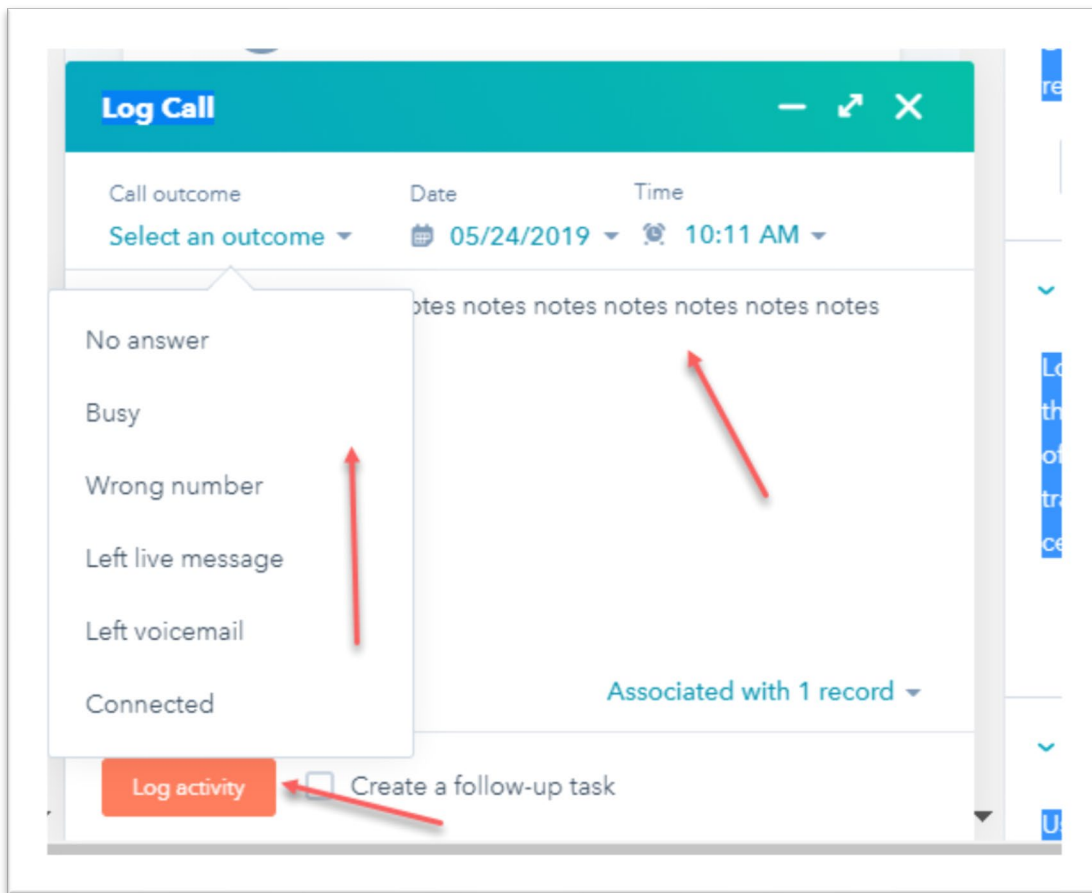 Log Call
Call outcome Date Time
Select an outcome 05/24/2019 10:11 AM
notes notes notes notes notes notes
No answer
Busy
Wrong number
Left live message
Left voicemail
Connected
Associated with 1 record
Log activity Create a follow-up task